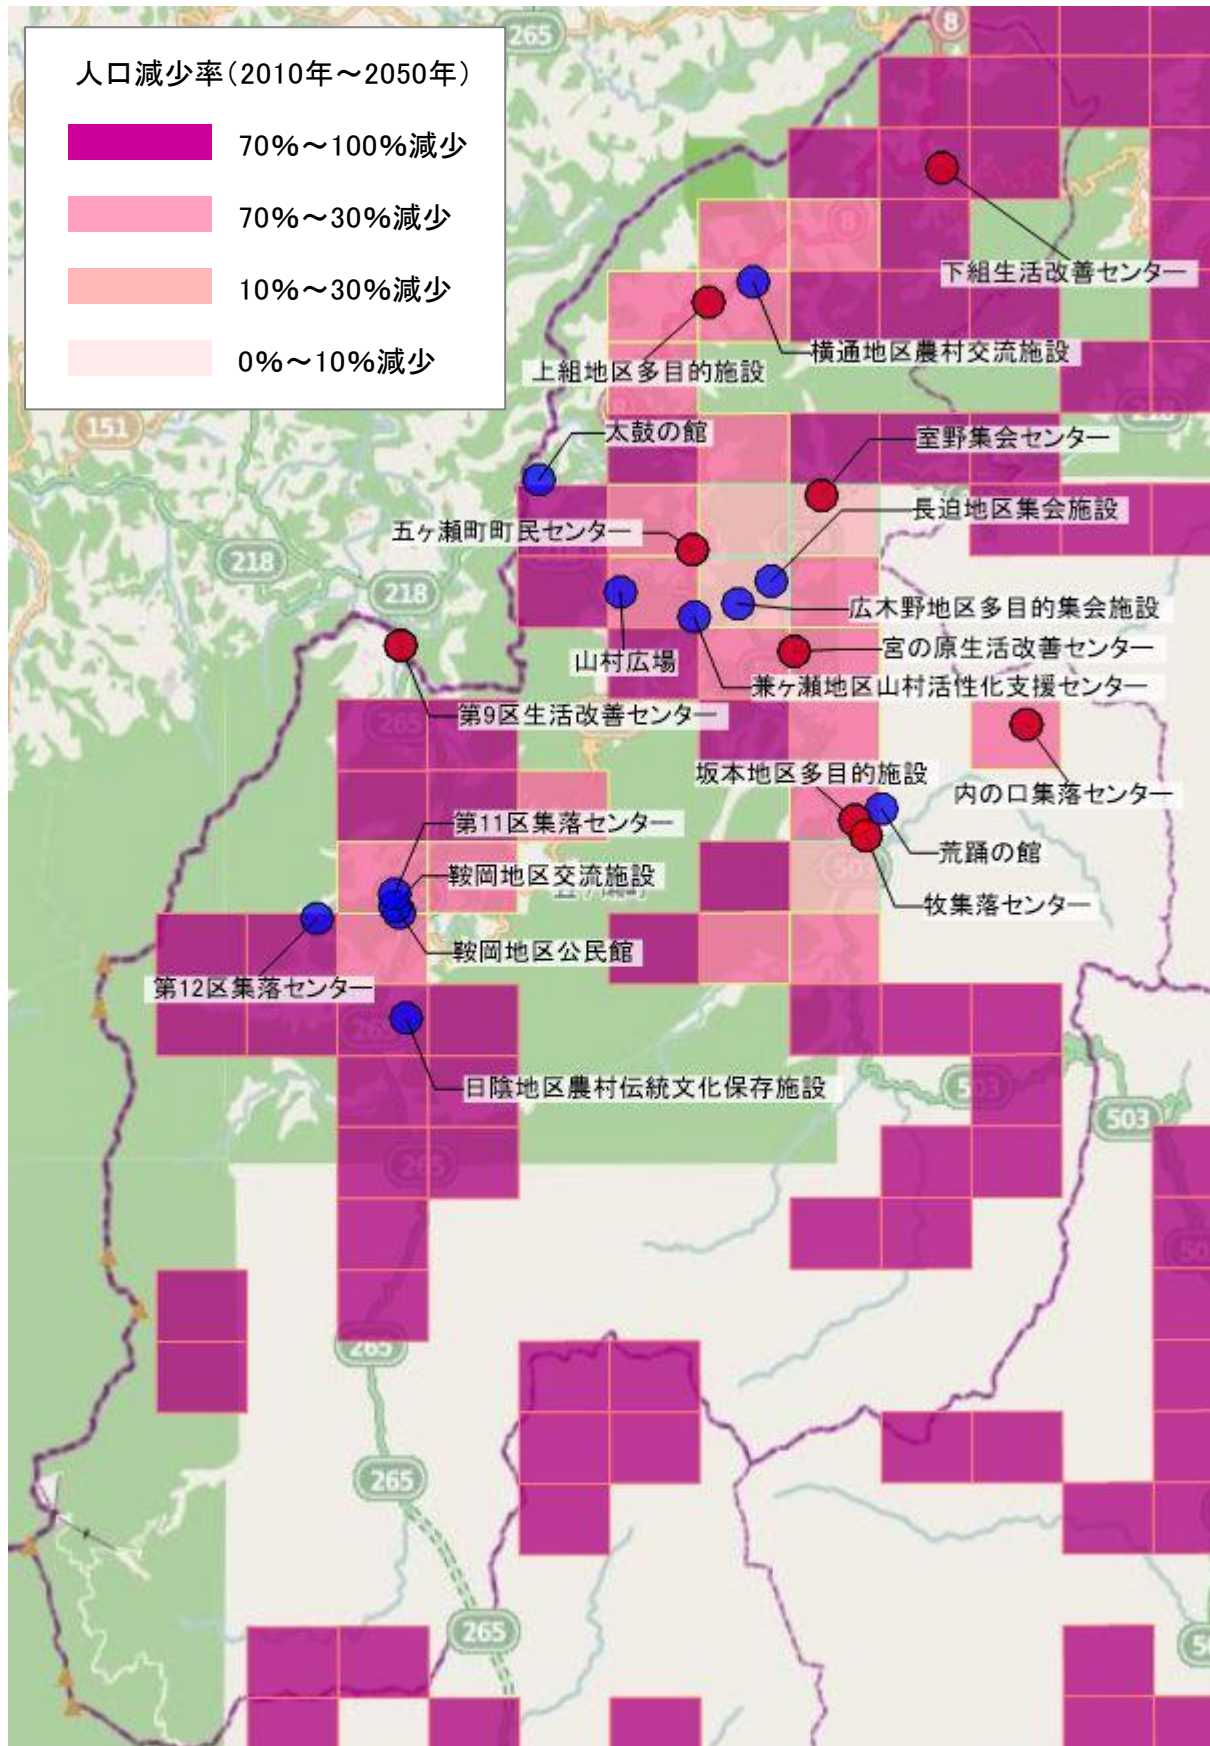 人口減少率(2010年～2050年)
70%～100%減少
70%～30%減少
10%～30%減少
0%～10%減少
265
8
8
下組生活改善センター
横通地区農村交流施設
上組地区多目的施設
151
218
太鼓の館
室野集会センター
長迫地区集会施設
五ヶ瀬町町民センター
218
218
広木野地区多目的集会施設
山村広場
宮の原生活改善センター
兼ヶ瀬地区山村活性化支援センター
265
第9区生活改善センター
坂本地区多目的施設
内の口集落センター
第11区集落センター
荒踊の館
503
鞍岡地区交流施設
牧集落センター
鞍岡地区公民館
第12区集落センター
265
日陰地区農村伝統文化保存施設
503
503
265
265
265
265